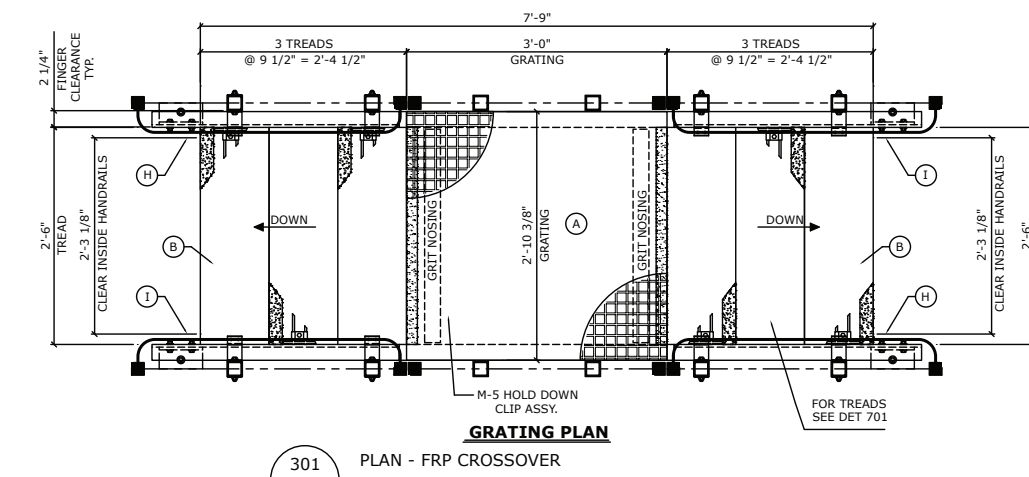 7'-9"
3 TREADS
@ 9 1/2" = 2'-4 1/2"
3'-0"
GRATING
3 TREADS
@ 9 1/2" = 2'-4 1/2"
2 1/4"
FINGER
CLEARANCE
TYP.
H
I
2'-6"
TREAD
2'-3 1/8"
CLEAR INSIDE HANDRAILS
B
DOWN
I
GRIT NOSING
2'-10 3/8"
GRATING
A
GRIT NOSING
DOWN
B
H
2'-3 1/8"
CLEAR INSIDE HANDRAILS
2'-6"
M-5 HOLD DOWN
CLIP ASSY.
FOR TREADS
SEE DET 701
GRATING PLAN
301
PLAN - FRP CROSSOVER